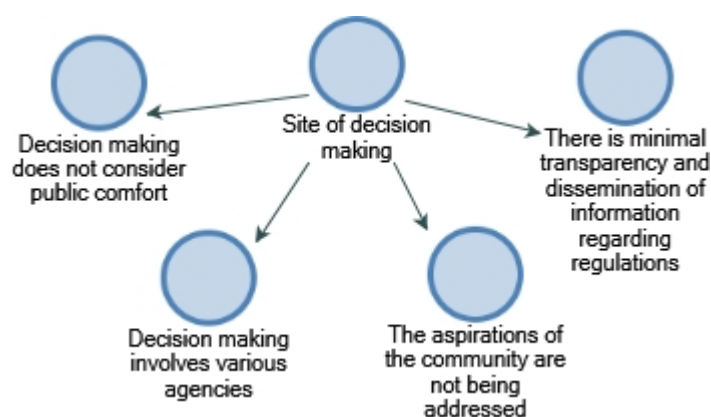 Decision making
does not consider
public comfort
Site of decision
making
There is minimal
transparency and
dissemination of
information
regarding
regulations
Decision making
involves various
agencies
The aspirations of
the community are
not being
addressed